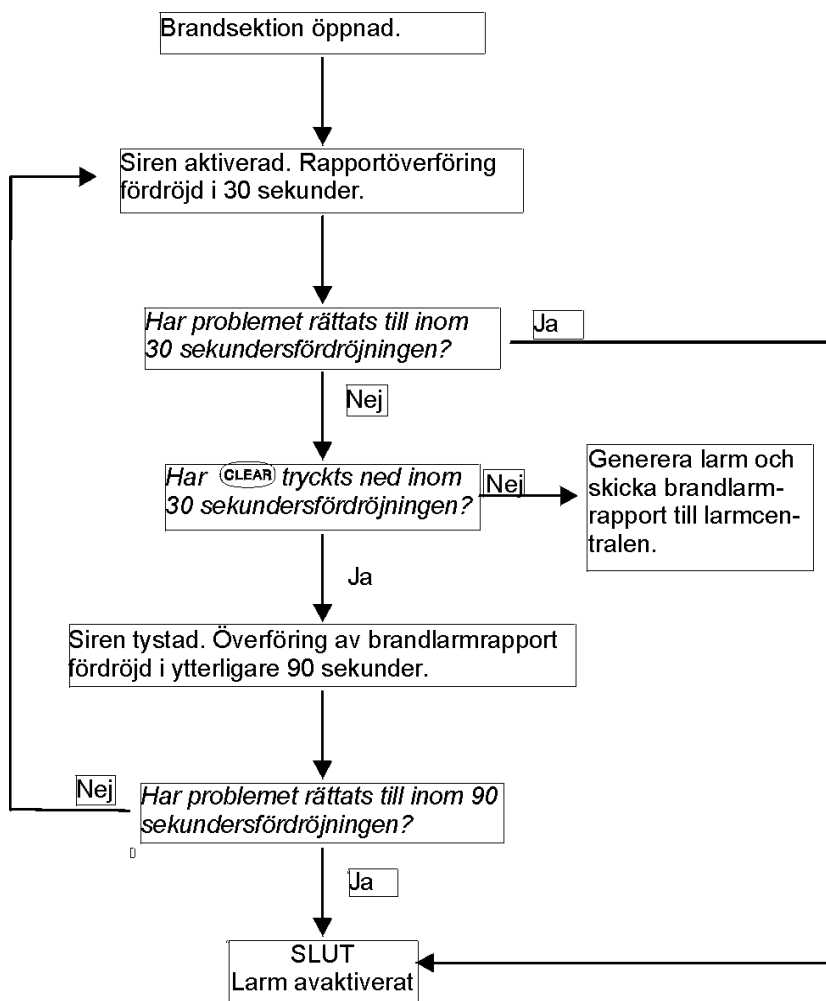 Brandsektion öppnad.
Siren aktiverad. Rapportöverföring
fördröjd i 30 sekunder.
Har problemet rättats till inom
30 sekundersfördröjningen?
Ja
Nej
Har CLEAR tryckts ned inom
30 sekundersfördröjningen?
Nej
Generera larm och
skicka brandlarm-
rapport till larmcen-
tralen.
Ja
Siren tystad. Överföring av brandlarmrapport
fördröjd i ytterligare 90 sekunder.
Nej
Har problemet rättats till inom 90
sekundersfördröjningen?
Ja
SLUT
Larm avaktiverat